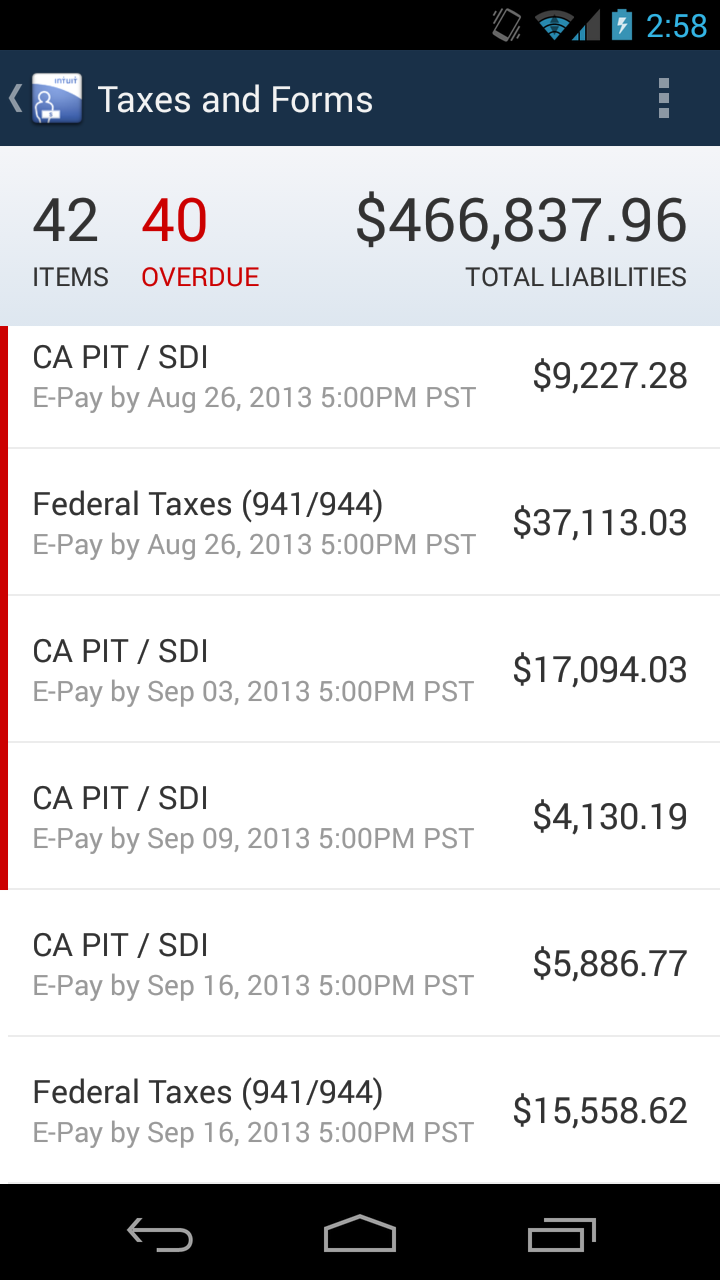 2:58
intuit
Taxes and Forms
42 40 $466,837.96
ITEMS OVERDUE TOTAL LIABILITIES
CA PIT / SDI
$9,227.28
E-Pay by Aug 26, 2013 5:00PM PST
Federal Taxes (941/944)
$37,113.03
E-Pay by Aug 26, 2013 5:00PM PST
CA PIT / SDI
$17,094.03
E-Pay by Sep 03, 2013 5:00PM PST
CA PIT / SDI
$4,130.19
E-Pay by Sep 09, 2013 5:00PM PST
CA PIT / SDI
$5,886.77
E-Pay by Sep 16, 2013 5:00PM PST
Federal Taxes (941/944)
$15,558.62
E-Pay by Sep 16, 2013 5:00PM PST